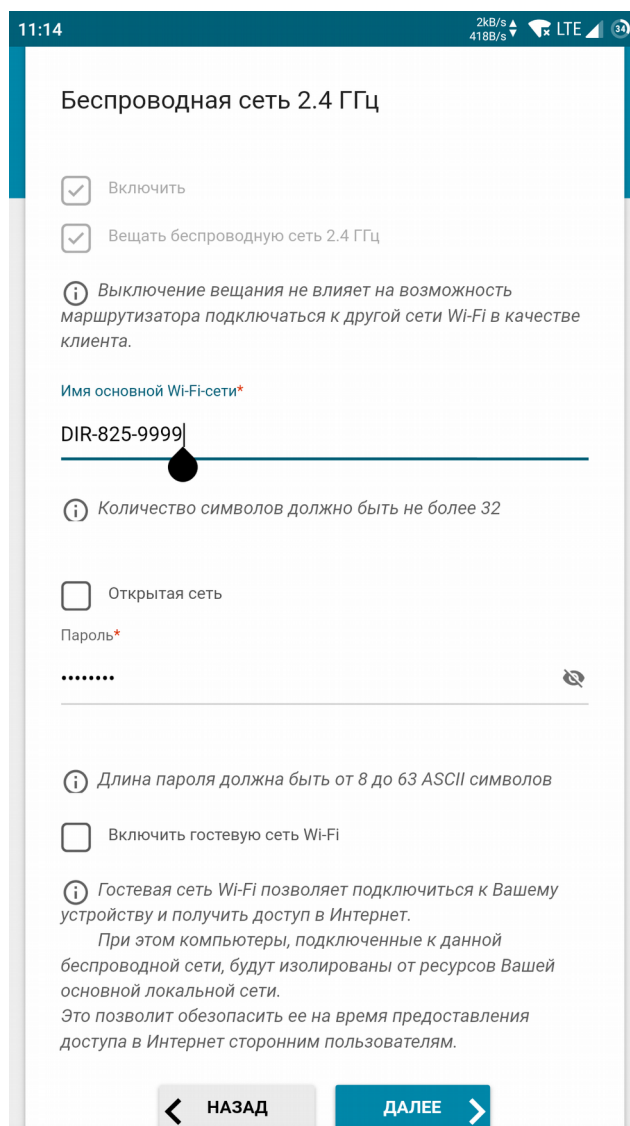 11:14
2kB/s
418B/s
LTE
34
Беспроводная сеть 2.4 ГГц
Включить
Вещать беспроводную сеть 2.4 ГГц
Выключение вещания не влияет на возможность
маршрутизатора подключаться к другой сети Wi-Fi в качестве
клиента.
Имя основной Wi-Fi-сети*
DIR-825-9999
Количество символов должно быть не более 32
Открытая сеть
Пароль*
••••••••
Длина пароля должна быть от 8 до 63 ASCII символов
Включить гостевую сеть Wi-Fi
Гостевая сеть Wi-Fi позволяет подключиться к Вашему
устройству и получить доступ в Интернет.
При этом компьютеры, подключенные к данной
беспроводной сети, будут изолированы от ресурсов Вашей
основной локальной сети.
Это позволит обезопасить ее на время предоставления
доступа в Интернет сторонним пользователям.
НАЗАД
ДАЛЕЕ